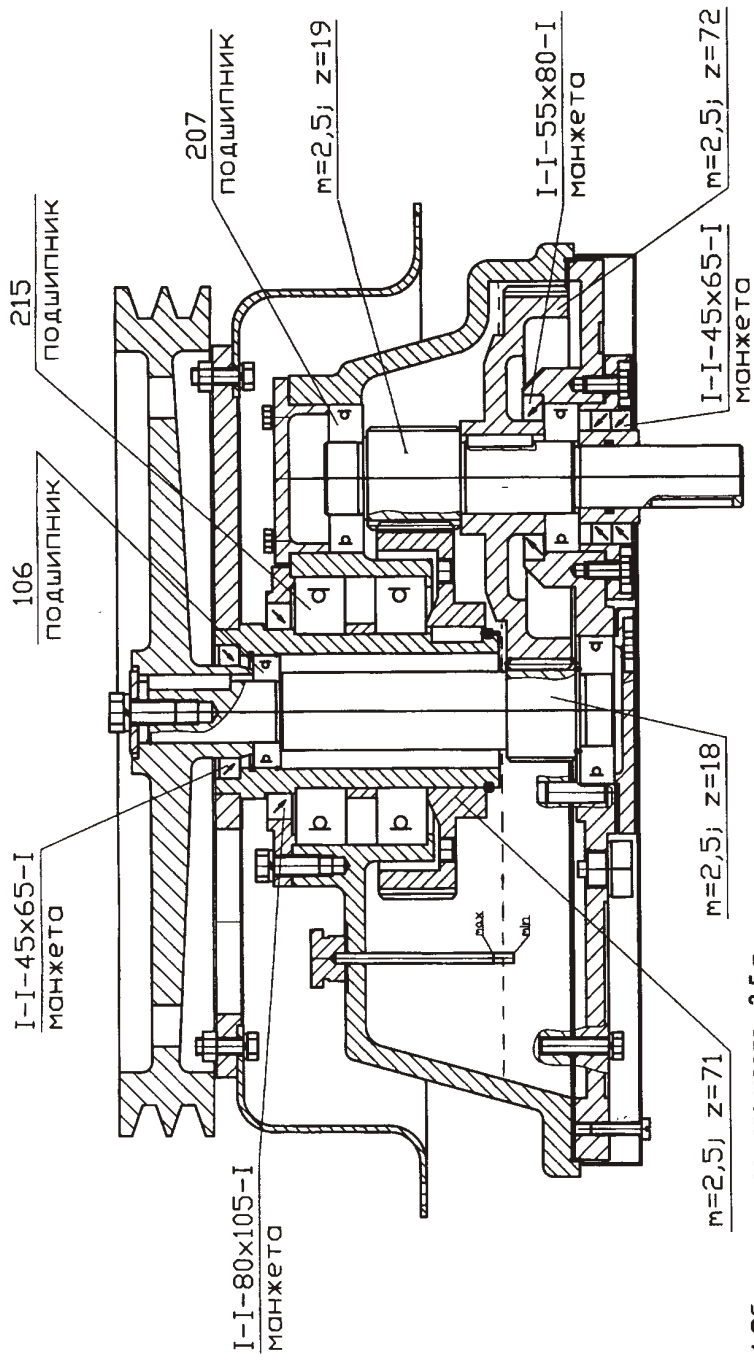 I-I-45x65-I
манжета
106
подшипник
215
подшипник
207
подшипник
m=2,5; z=19
I-I-55x80-I
манжета
m=2,5; z=72
I-I-45x65-I
манжета
m=2,5; z=18
m=2,5; z=71
I-I-80x105-I
манжета
max
min